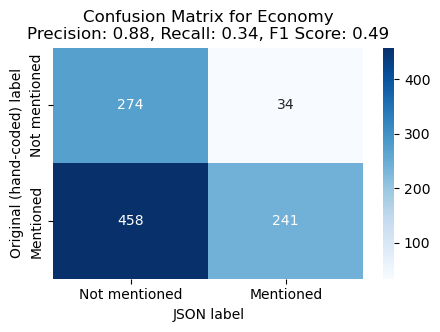 Confusion Matrix for Economy
Precision: 0.88, Recall: 0.34, F1 Score: 0.49
Original (hand-coded) label
Not mentioned
Mentioned
274
34
458
241
400
300
200
100
Not mentioned
Mentioned
JSON label